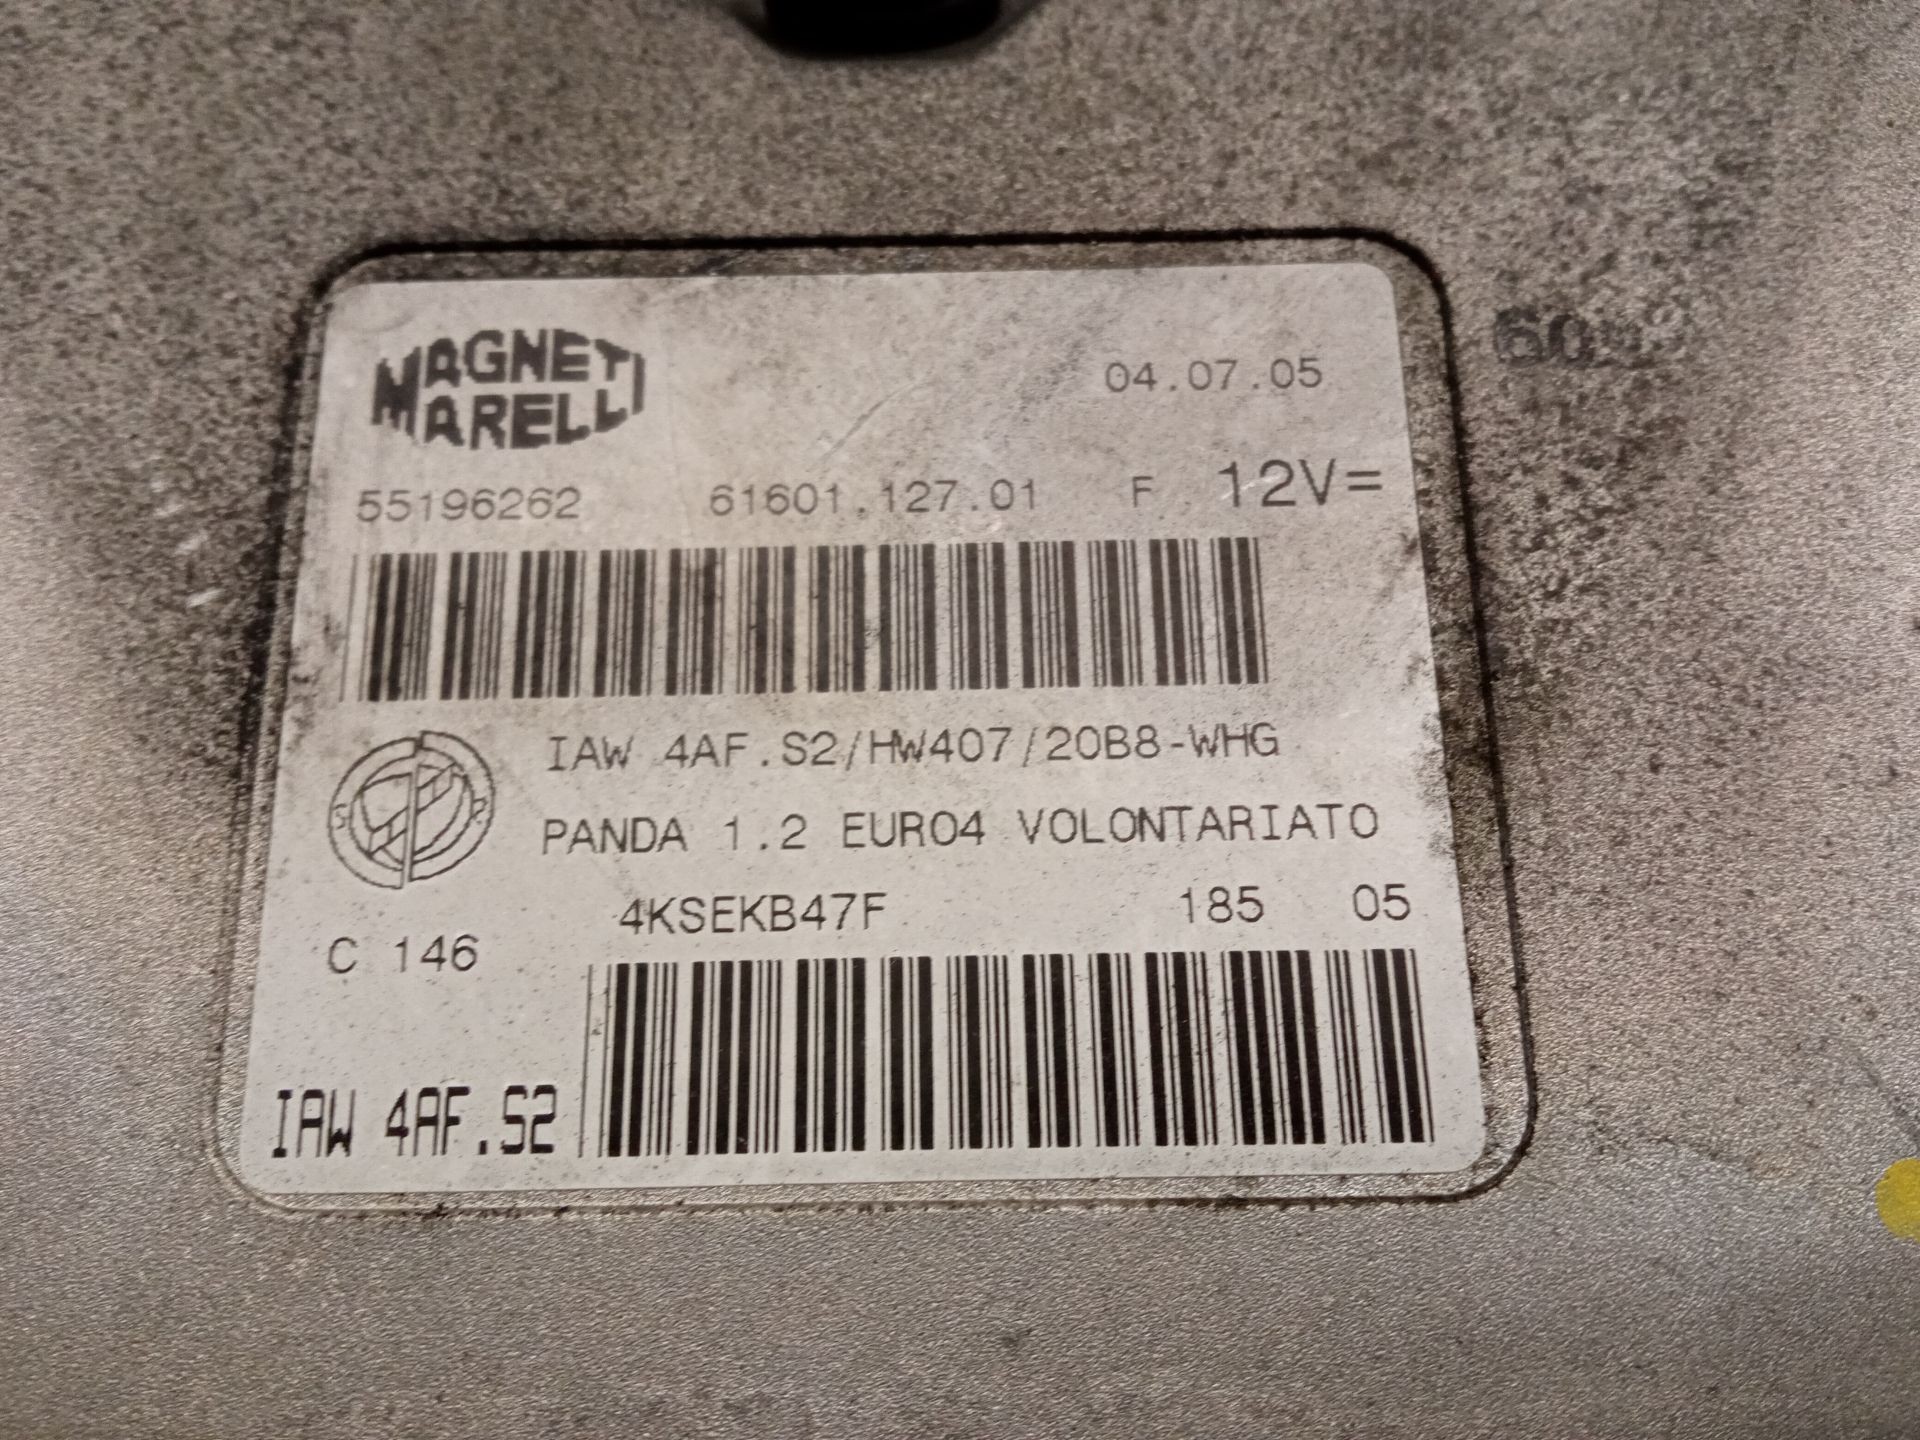 MAGNETI
MARELLI
04.07.05
55196262 61601.127.01 F 12V=
IAW 4AF.S2/HW407/20B8-WHG
PANDA 1.2 EURO4 VOLONTARIATO
4KSEKB47F 185 05
C 146
IAW 4AF.S2